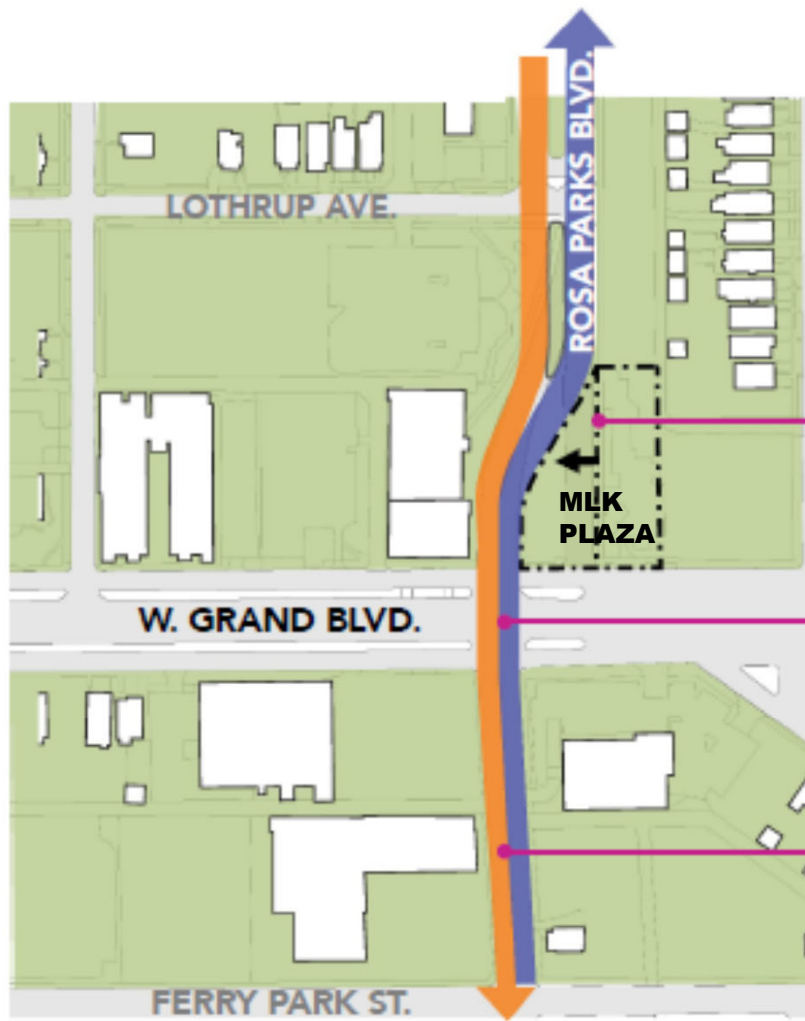 ROSA PARKS BLVD.
LOTHRUP AVE.
MLK
PLAZA
W. GRAND BLVD.
FERRY PARK ST.